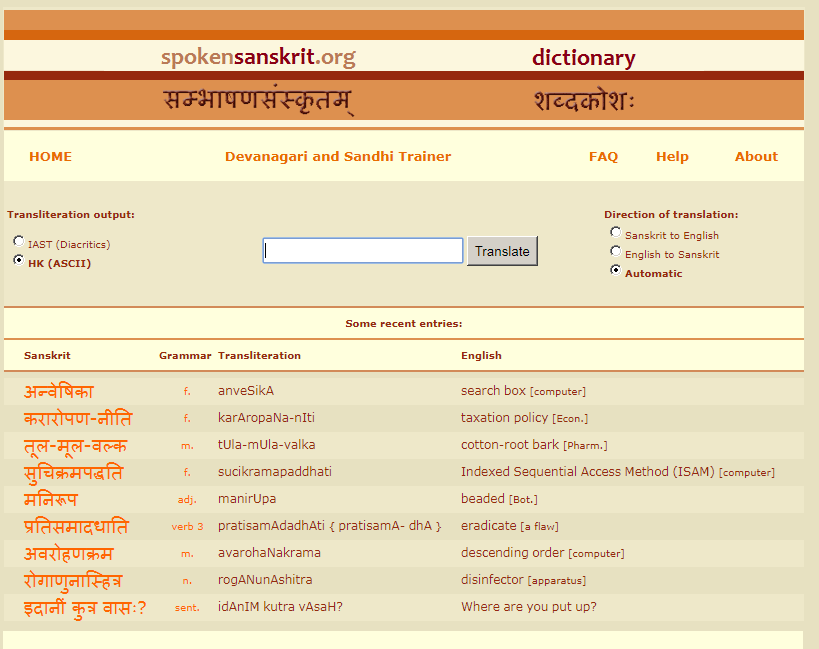 spokensanskrit.org dictionary
सम्भाषणसंस्कृतम् शब्दकोशः
HOME Devanagari and Sandhi Trainer FAQ Help About
Transliteration output: Direction of translation:
IAST (Diacritics) Sanskrit to English
HK (ASCII) Translate English to Sanskrit
Automatic
Some recent entries:
Sanskrit Grammar Transliteration English
अन्वेषिका f. anveSikA search box [computer]
करारोपण-नीति f. karAropaNa-nIti taxation policy [Econ.]
तूल-मूल-वल्क m. tUla-mUla-valka cotton-root bark [Pharm.]
सुचिक्रमपद्धति f. sucikramapaddhati Indexed Sequential Access Method (ISAM) [computer]
मनिरूप adj. manirUpa beaded [Bot.]
प्रतिसमादधाति verb 3 pratisamAdadhAti { pratisamA- dhA } eradicate [a flaw]
अवरोहणक्रम m. avarohaNakrama descending order [computer]
रोगाणुनाश्हित्र n. rogANunAshitra disinfector [apparatus]
इदानीं कुत्र वासः? sent. idAnIM kutra vAsaH? Where are you put up?